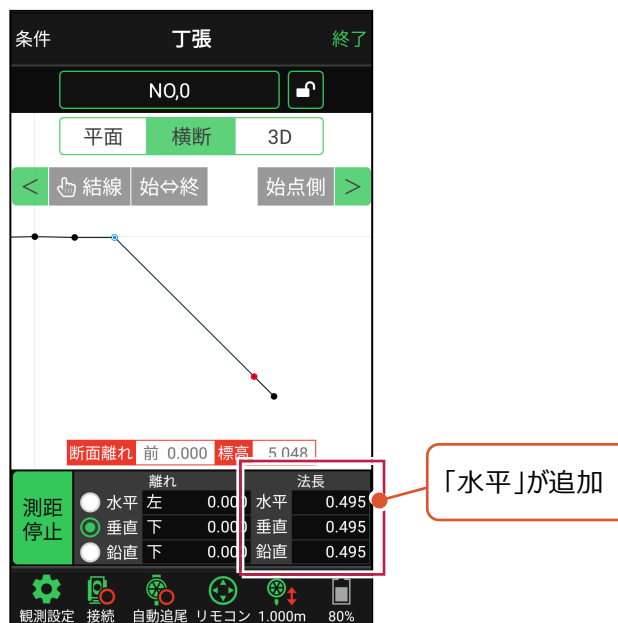 条件 丁張 終了
NO,0
平面 横断 3D
< 結線 始⇔終 始点側 >
断面離れ 前 0.000 標高 5.048
離れ 法長
測距停止
水平 左 0.000 水平 0.495
垂直 下 0.000 垂直 0.495
鉛直 下 0.000 鉛直 0.495
「水平」が追加
観測設定 接続 自動追尾 リモコン 1.000m 80%